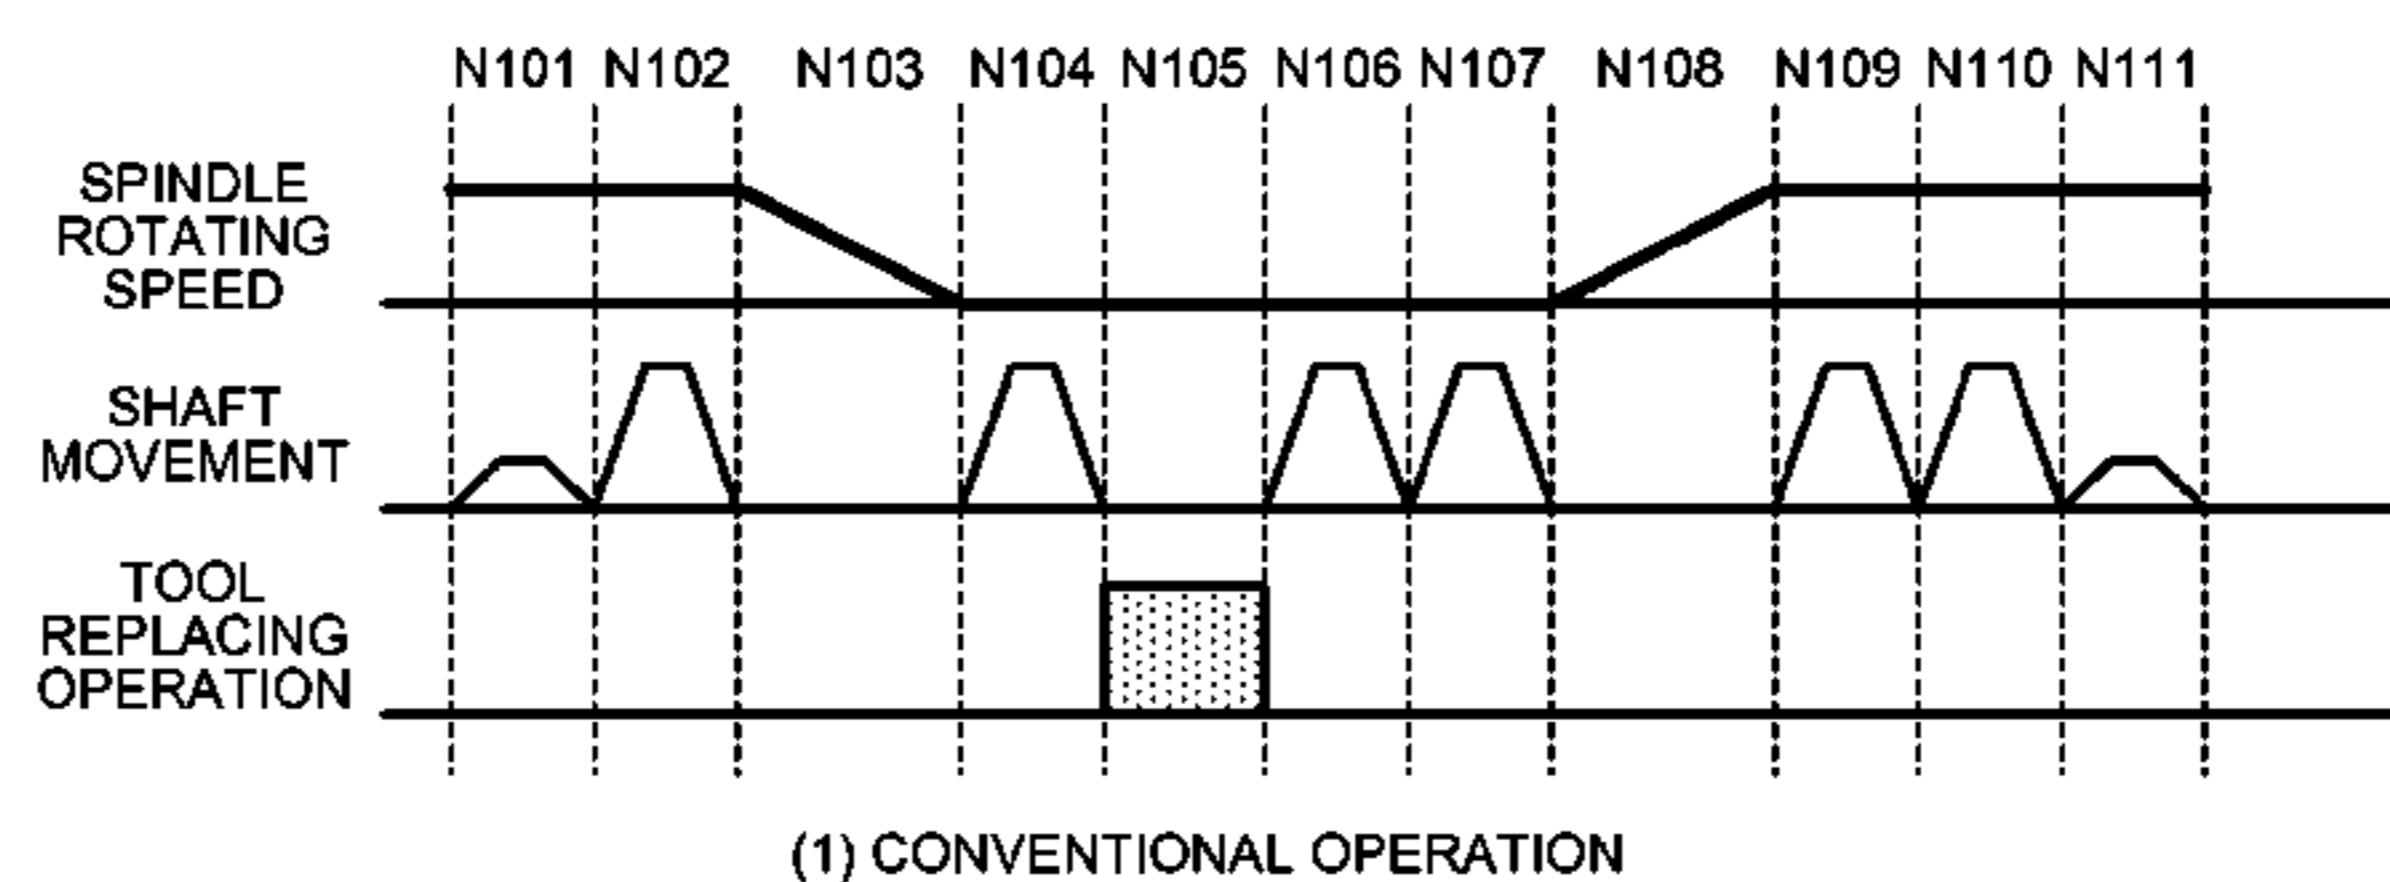 N101 N102 N103 N104 N105 N106 N107 N108 N109 N110 N111
SPINDLE
ROTATING
SPEED
SHAFT
MOVEMENT
TOOL
REPLACING
OPERATION
(1) CONVENTIONAL OPERATION